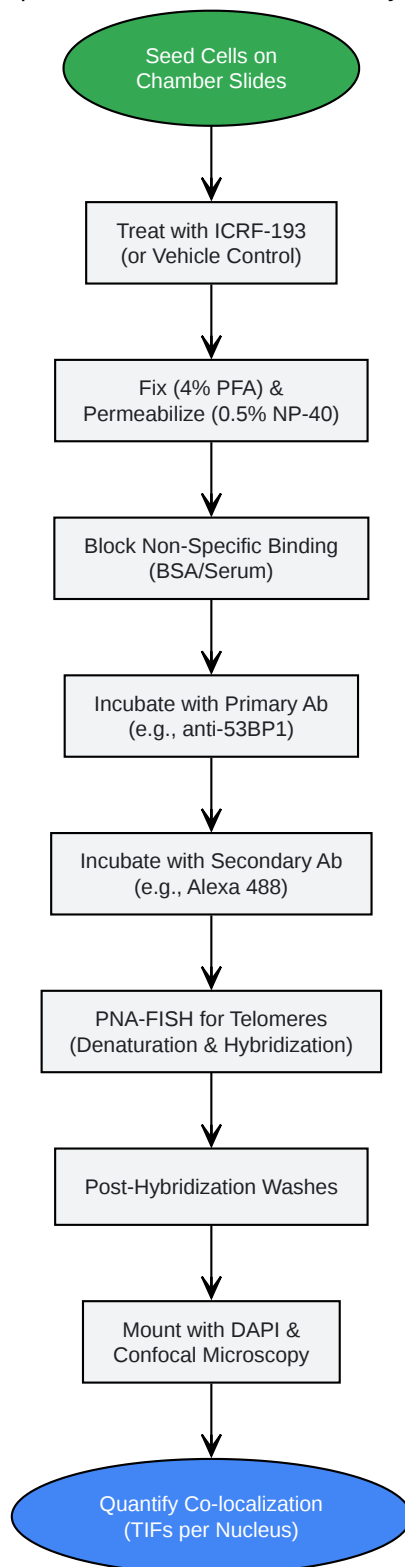 Seed Cells on
Chamber Slides
Treat with ICRF-193
(or Vehicle Control)
Fix (4% PFA) &
Permeabilize (0.5% NP-40)
Block Non-Specific Binding
(BSA/Serum)
Incubate with Primary Ab
(e.g., anti-53BP1)
Incubate with Secondary Ab
(e.g., Alexa 488)
PNA-FISH for Telomeres
(Denaturation & Hybridization)
Post-Hybridization Washes
Mount with DAPI &
Confocal Microscopy
Quantify Co-localization
(TIFs per Nucleus)